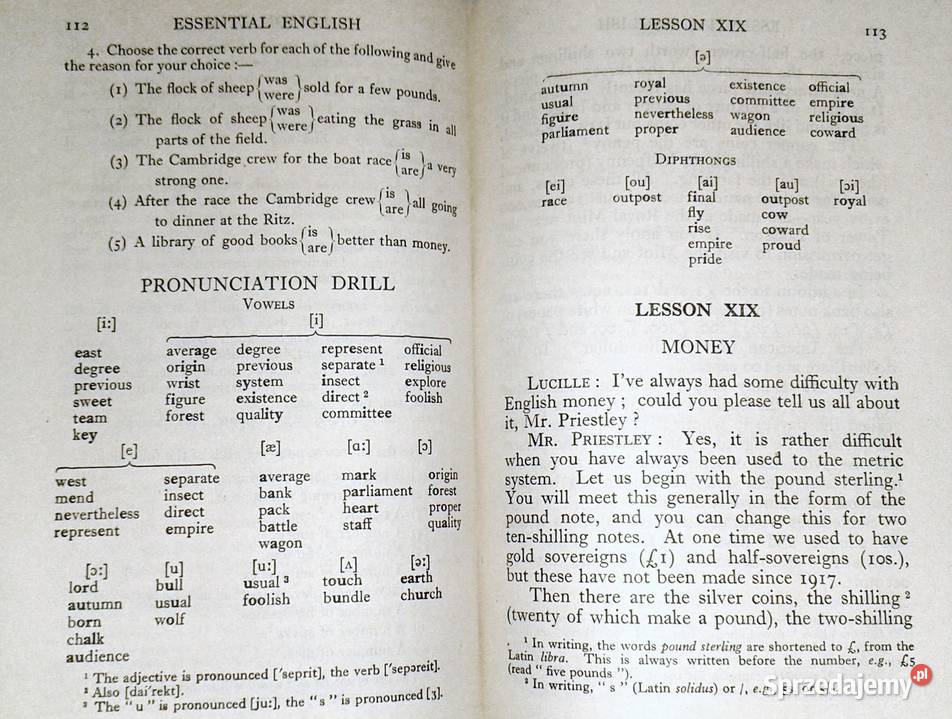 112 ESSENTIAL ENGLISH
4. Choose the correct verb for each of the following and give
the reason for your choice :—
(1) The flock of sheep {was were} sold for a few pounds.
(2) The flock of sheep {was were} eating the grass in all
parts of the field.
(3) The Cambridge crew for the boat race {is are} a very
strong one.
(4) After the race the Cambridge crew {is are} all going
to dinner at the Ritz.
(5) A library of good books {is are} better than money.
PRONUNCIATION DRILL
VOWELS
[iː] [i]
east average degree represent official
degree origin previous separate¹ religious
previous wrist system insect explore
sweet figure existence direct² foolish
team forest quality committee
key
[e] [æ] [ɑː] [ɔ]
west separate average mark origin
mend insect bank parliament forest
nevertheless direct pack heart proper
represent empire battle staff quality
wagon
[ɔː] [u] [uː] [ʌ] [əː]
lord bull usual³ touch earth
autumn usual foolish bundle church
born wolf
chalk
audience
¹ The adjective is pronounced ['seprit], the verb ['sepəreit].
² Also [dai'rekt].
³ The "u" is pronounced [juː], the "s" is pronounced [ʒ].
LESSON XIX 113
[ə]
autumn royal existence official
usual previous committee empire
figure nevertheless wagon religious
parliament proper audience coward
DIPHTHONGS
[ei] [ou] [ai] [au] [ɔi]
race outpost final outpost royal
fly cow
rise coward
empire proud
pride
LESSON XIX
MONEY
LUCILLE : I've always had some difficulty with
English money ; could you please tell us all about
it, Mr. Priestley ?
MR. PRIESTLEY : Yes, it is rather difficult
when you have always been used to the metric
system. Let us begin with the pound sterling.¹
You will meet this generally in the form of the
pound note, and you can change this for two
ten-shilling notes. At one time we used to have
gold sovereigns (£1) and half-sovereigns (10s.),
but these have not been made since 1917.
Then there are the silver coins, the shilling²
(twenty of which make a pound), the two-shilling
¹ In writing, the words pound sterling are shortened to £, from the
Latin libra. This is always written before the number, e.g., £5
(read "five pounds").
² In writing, "s" (Latin solidus) or /, e.g.
Sprzedajemy.pl